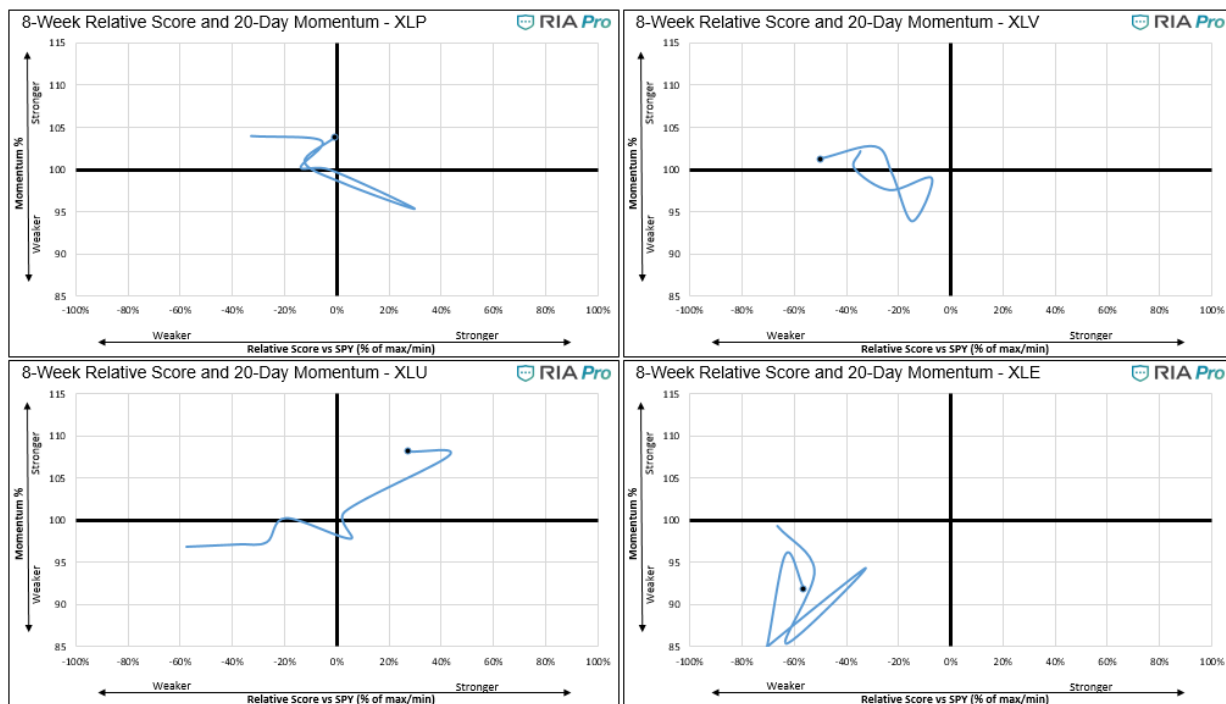 8-Week Relative Score and 20-Day Momentum - XLP
RIA Pro
115
110
105
100
95
90
85
Stronger
Momentum %
Weaker
-100% -80% -60% -40% -20% 0% 20% 40% 60% 80% 100%
Weaker Stronger
Relative Score vs SPY (% of max/min)
8-Week Relative Score and 20-Day Momentum - XLV
RIA Pro
115
110
105
100
95
90
85
Stronger
Momentum %
Weaker
-100% -80% -60% -40% -20% 0% 20% 40% 60% 80% 100%
Weaker Stronger
Relative Score vs SPY (% of max/min)
8-Week Relative Score and 20-Day Momentum - XLU
RIA Pro
115
110
105
100
95
90
85
Stronger
Momentum %
Weaker
-100% -80% -60% -40% -20% 0% 20% 40% 60% 80% 100%
Weaker Stronger
Relative Score vs SPY (% of max/min)
8-Week Relative Score and 20-Day Momentum - XLE
RIA Pro
115
110
105
100
95
90
85
Stronger
Momentum %
Weaker
-100% -80% -60% -40% -20% 0% 20% 40% 60% 80% 100%
Weaker Stronger
Relative Score vs SPY (% of max/min)